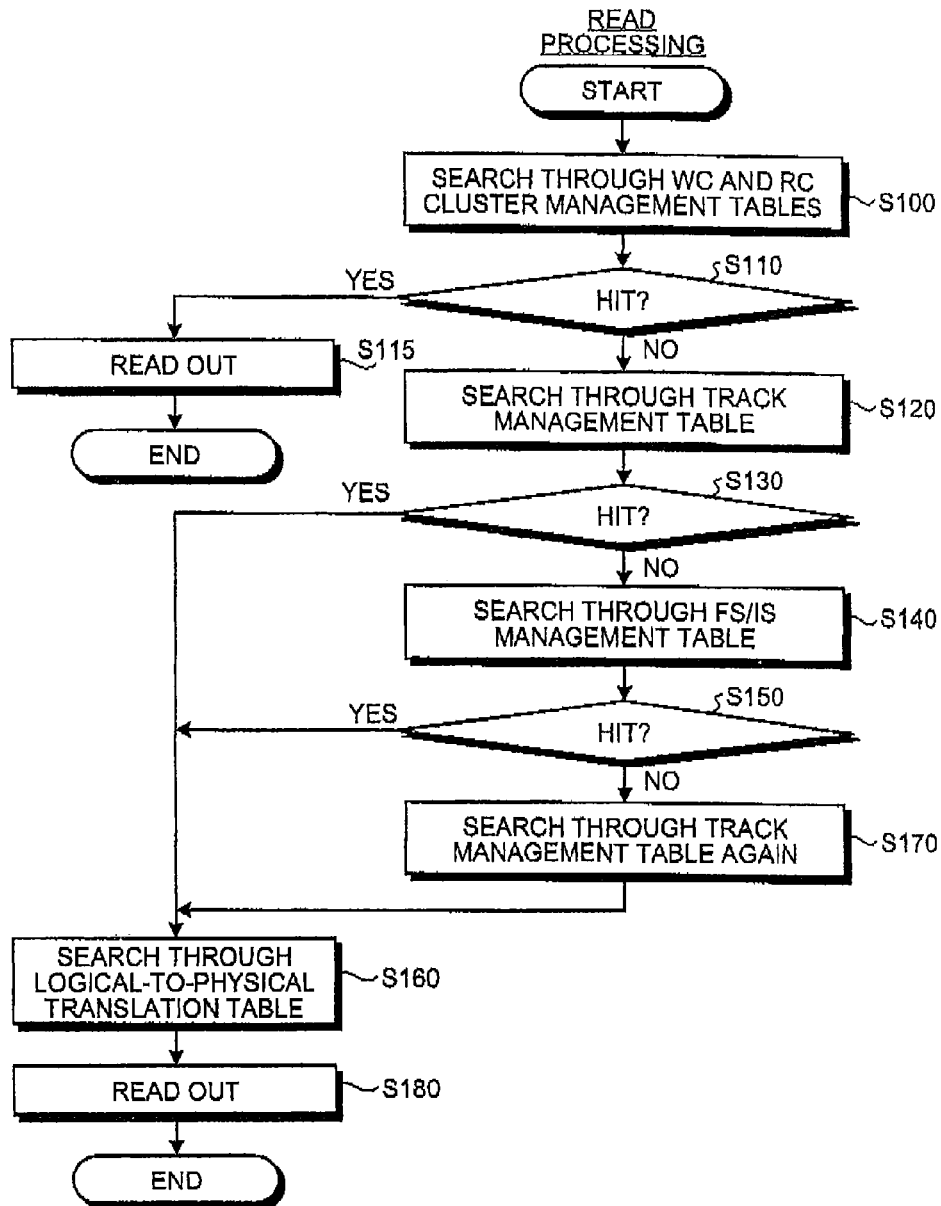 READ
PROCESSING
START
SEARCH THROUGH WC AND RC
CLUSTER MANAGEMENT TABLES
S100
S110
YES
HIT?
NO
READ OUT
S115
END
SEARCH THROUGH TRACK
MANAGEMENT TABLE
S120
S130
YES
HIT?
NO
SEARCH THROUGH FS/IS
MANAGEMENT TABLE
S140
S150
YES
HIT?
NO
SEARCH THROUGH TRACK
MANAGEMENT TABLE AGAIN
S170
SEARCH THROUGH
LOGICAL-TO-PHYSICAL
TRANSLATION TABLE
S160
READ OUT
S180
END